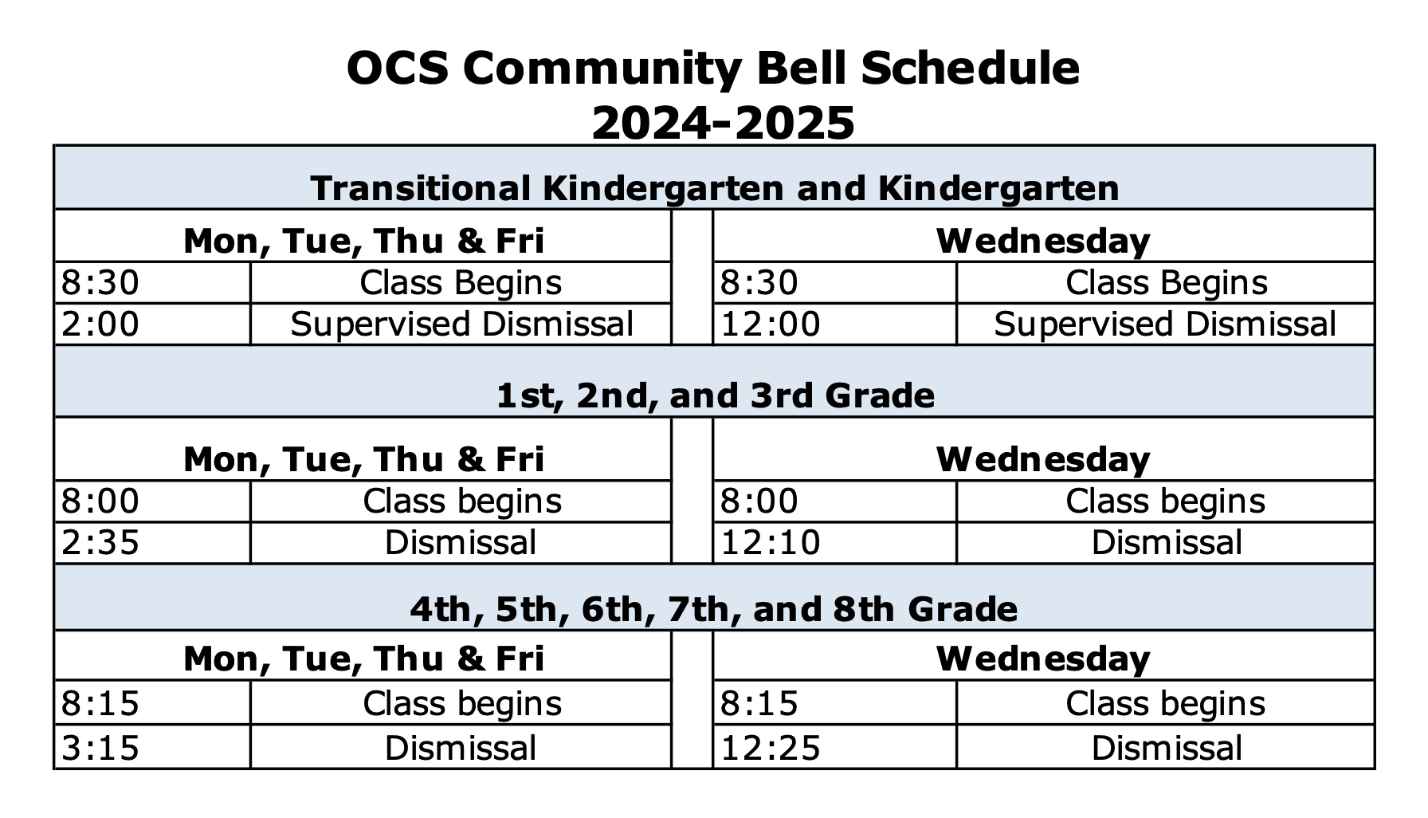 OCS Community Bell Schedule
2024-2025
Transitional Kindergarten and Kindergarten
Mon, Tue, Thu & Fri Wednesday
8:30 Class Begins 8:30 Class Begins
2:00 Supervised Dismissal 12:00 Supervised Dismissal
1st, 2nd, and 3rd Grade
Mon, Tue, Thu & Fri Wednesday
8:00 Class begins 8:00 Class begins
2:35 Dismissal 12:10 Dismissal
4th, 5th, 6th, 7th, and 8th Grade
Mon, Tue, Thu & Fri Wednesday
8:15 Class begins 8:15 Class begins
3:15 Dismissal 12:25 Dismissal